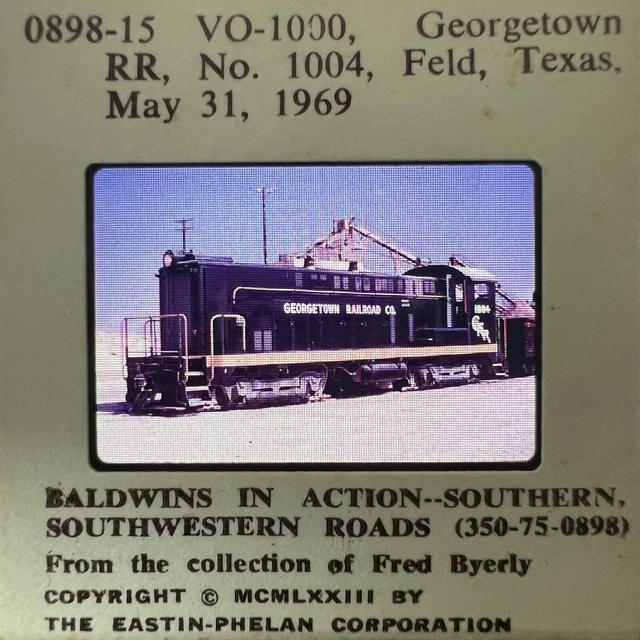 0898-15 VO-1000, Georgetown
RR, No. 1004, Feld, Texas.
May 31, 1969
GEORGETOWN RAILROAD CO.
1004
BALDWINS IN ACTION--SOUTHERN,
SOUTHWESTERN ROADS (350-75-0898)
From the collection of Fred Byerly
COPYRIGHT © MCMLXXIII BY
THE EASTIN-PHELAN CORPORATION